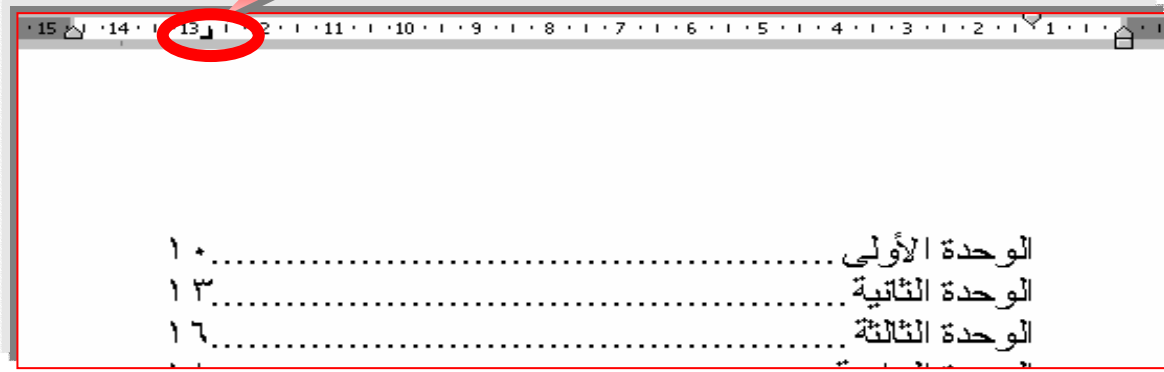 · 15 · 14 · 13 · 2 · 11 · 10 · 9 · 8 · 7 · 6 · 5 · 4 · 3 · 2 · 1 ·
الوحدة الأولى..................................................١٠
الوحدة الثانية..................................................١٣
الوحدة الثالثة..................................................١٦